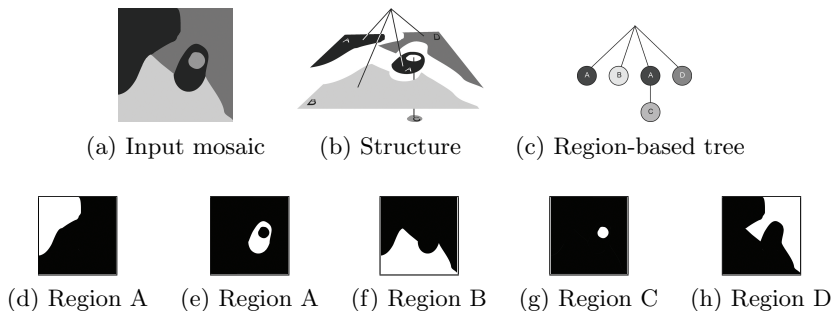 A
D
A
B
C
A B A D
C
(a) Input mosaic (b) Structure (c) Region-based tree
(d) Region A (e) Region A (f) Region B (g) Region C (h) Region D